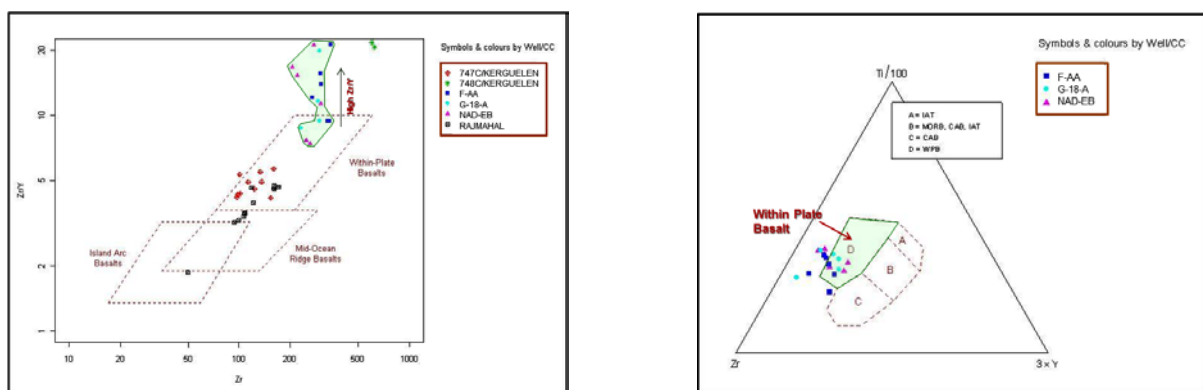 Symbols & colours by Well/CC
747C/KERGUELEN
748C/KERGUELEN
F-AA
G-18-A
NAD-EB
RAJMAHAL
High Zr/Y
Within-Plate
Basalts
Island Arc
Basalts
Mid-Ocean
Ridge Basalts
Zr/Y
20
10
5
2
1
10
20
50
100
200
500
1000
Zr
Symbols & colours by Well/CC
F-AA
G-18-A
NAD-EB
Ti/100
A = IAT
B = MORB, CAB, IAT
C = CAB
D = WPB
Within Plate
Basalt
D
A
B
C
Zr
3 × Y